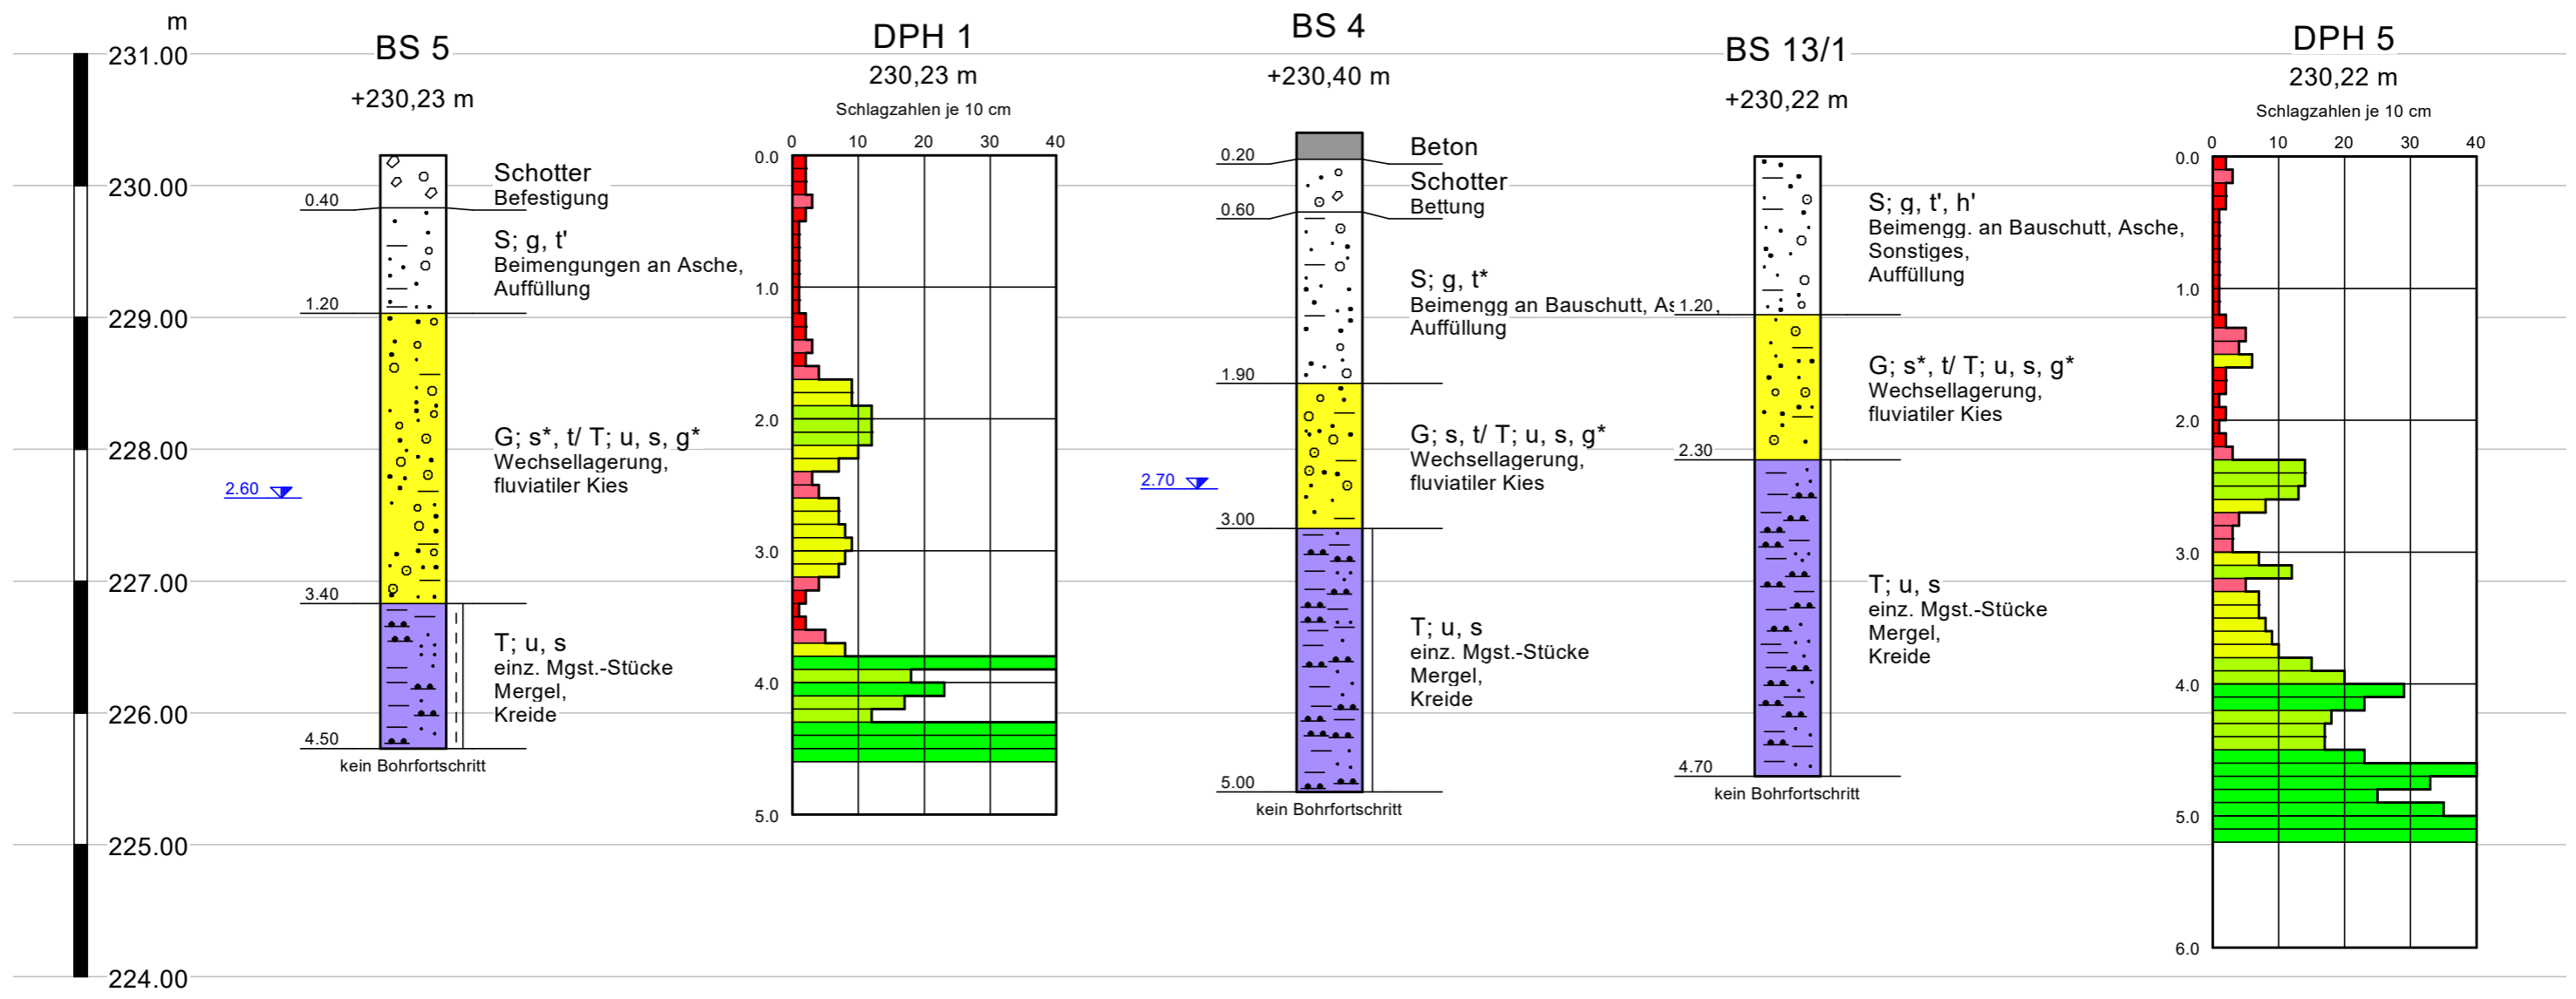 m
231.00
230.00
229.00
228.00
227.00
226.00
225.00
224.00
BS 5
+230,23 m
0.40
1.20
2.60
3.40
4.50
Schotter
Befestigung
S; g, t'
Beimengungen an Asche,
Auffüllung
G; s*, t/ T; u, s, g*
Wechsellagerung,
fluviatiler Kies
T; u, s
einz. Mgst.-Stücke
Mergel,
Kreide
kein Bohrfortschritt
DPH 1
230,23 m
Schlagzahlen je 10 cm
0 10 20 30 40
0.0
1.0
2.0
3.0
4.0
5.0
BS 4
+230,40 m
0.20
0.60
1.90
2.70
3.00
5.00
Beton
Schotter
Bettung
S; g, t*
Beimengg an Bauschutt, As
Auffüllung
G; s, t/ T; u, s, g*
Wechsellagerung,
fluviatiler Kies
T; u, s
einz. Mgst.-Stücke
Mergel,
Kreide
kein Bohrfortschritt
BS 13/1
+230,22 m
1.20
2.30
4.70
S; g, t', h'
Beimengg. an Bauschutt, Asche,
Sonstiges,
Auffüllung
G; s*, t/ T; u, s, g*
Wechsellagerung,
fluviatiler Kies
T; u, s
einz. Mgst.-Stücke
Mergel,
Kreide
kein Bohrfortschritt
DPH 5
230,22 m
Schlagzahlen je 10 cm
0 10 20 30 40
0.0
1.0
2.0
3.0
4.0
5.0
6.0